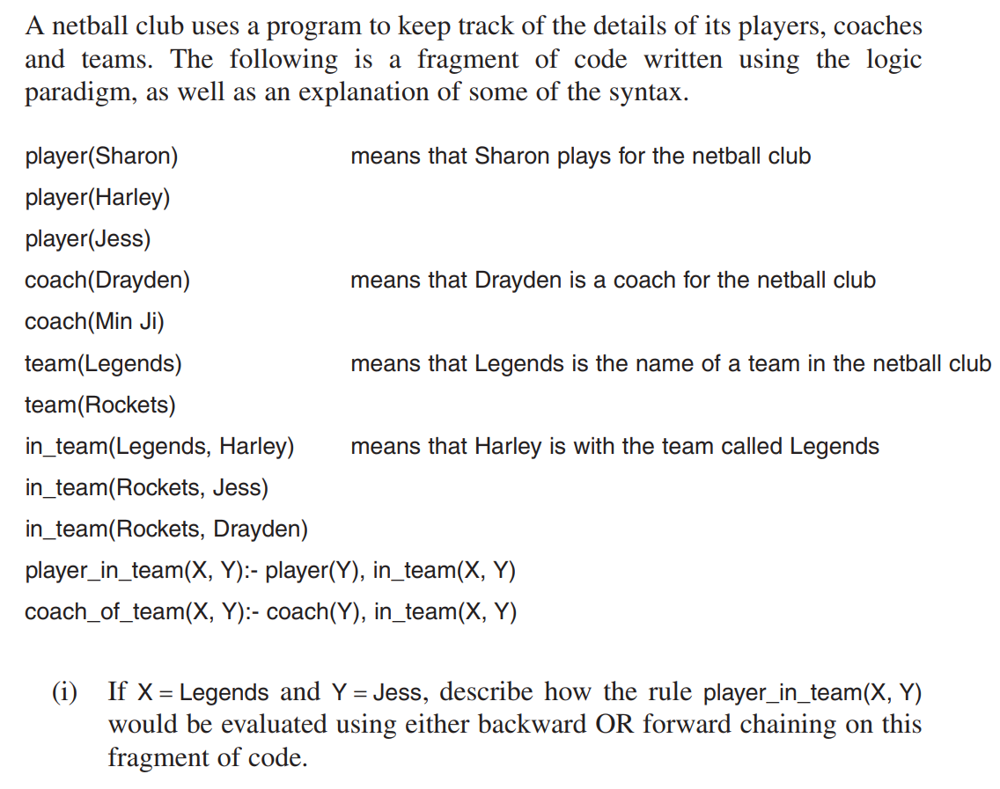 A netball club uses a program to keep track of the details of its players, coaches
and teams. The following is a fragment of code written using the logic
paradigm, as well as an explanation of some of the syntax.
player(Sharon) means that Sharon plays for the netball club
player(Harley)
player(Jess)
coach(Drayden) means that Drayden is a coach for the netball club
coach(Min Ji)
team(Legends) means that Legends is the name of a team in the netball club
team(Rockets)
in_team(Legends, Harley) means that Harley is with the team called Legends
in_team(Rockets, Jess)
in_team(Rockets, Drayden)
player_in_team(X, Y):- player(Y), in_team(X, Y)
coach_of_team(X, Y):- coach(Y), in_team(X, Y)
(i) If X = Legends and Y = Jess, describe how the rule player_in_team(X, Y)
would be evaluated using either backward OR forward chaining on this
fragment of code.